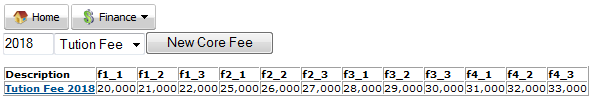 Home Finance
2018 Tution Fee New Core Fee
Description f1_1 f1_2 f1_3 f2_1 f2_2 f2_3 f3_1 f3_2 f3_3 f4_1 f4_2 f4_3
Tution Fee 2018 20,000 21,000 22,000 25,000 26,000 27,000 28,000 29,000 30,000 31,000 32,000 33,000